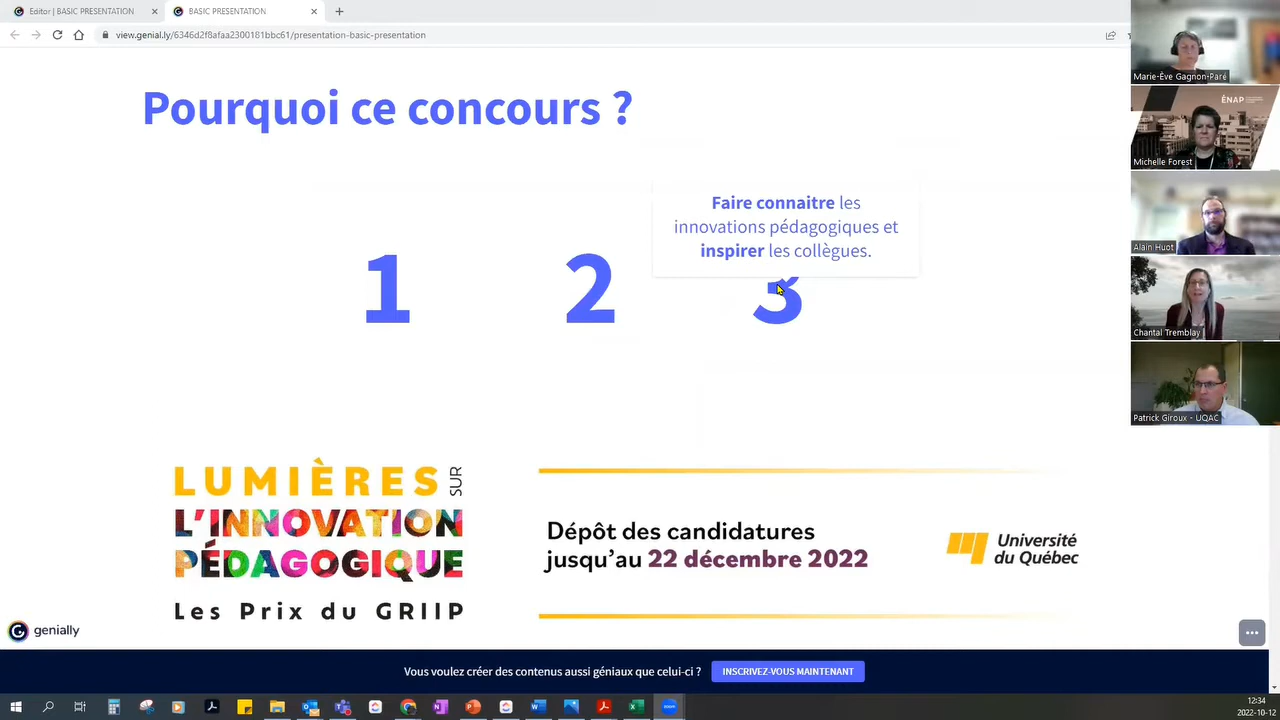 Editor | BASIC PRESENTATION
BASIC PRESENTATION
view.genial.ly/6346d2f8afaa2300181bbc61/presentation-basic-presentation
Pourquoi ce concours ?
Faire connaitre les
innovations pédagogiques et
inspirer les collègues.
1
2
3
Marie-Ève Gagnon-Paré
ÉNAP
Michelle Forest
Alain Huot
Chantal Tremblay
Patrick Giroux - UQAC
LUMIÈRES SUR
L'INNOVATION
PÉDAGOGIQUE
Les Prix du GRIIP
Dépôt des candidatures
jusqu'au 22 décembre 2022
Université
du Québec
genially
Vous voulez créer des contenus aussi géniaux que celui-ci ?
INSCRIVEZ-VOUS MAINTENANT
12:34
2022-10-12